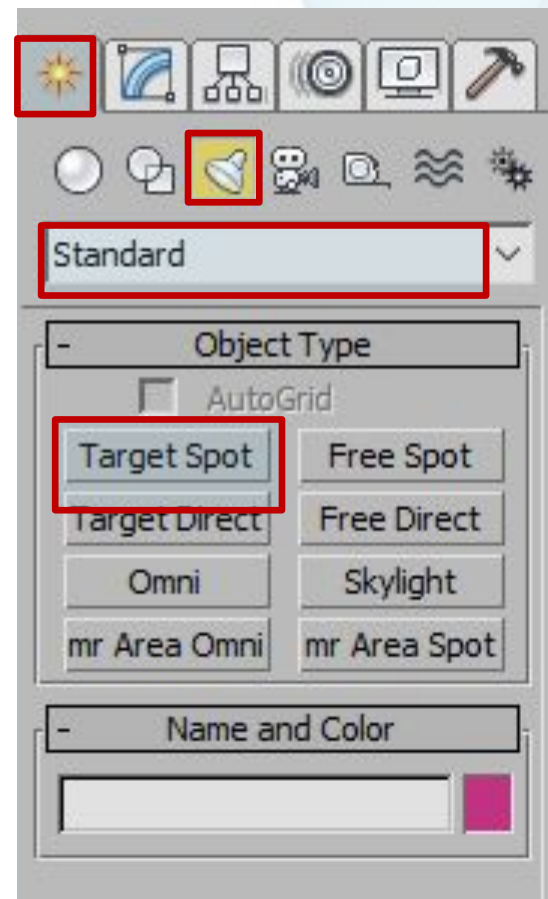 Standard
- Object Type
AutoGrid
Target Spot Free Spot
Target Direct Free Direct
Omni Skylight
mr Area Omni mr Area Spot
- Name and Color